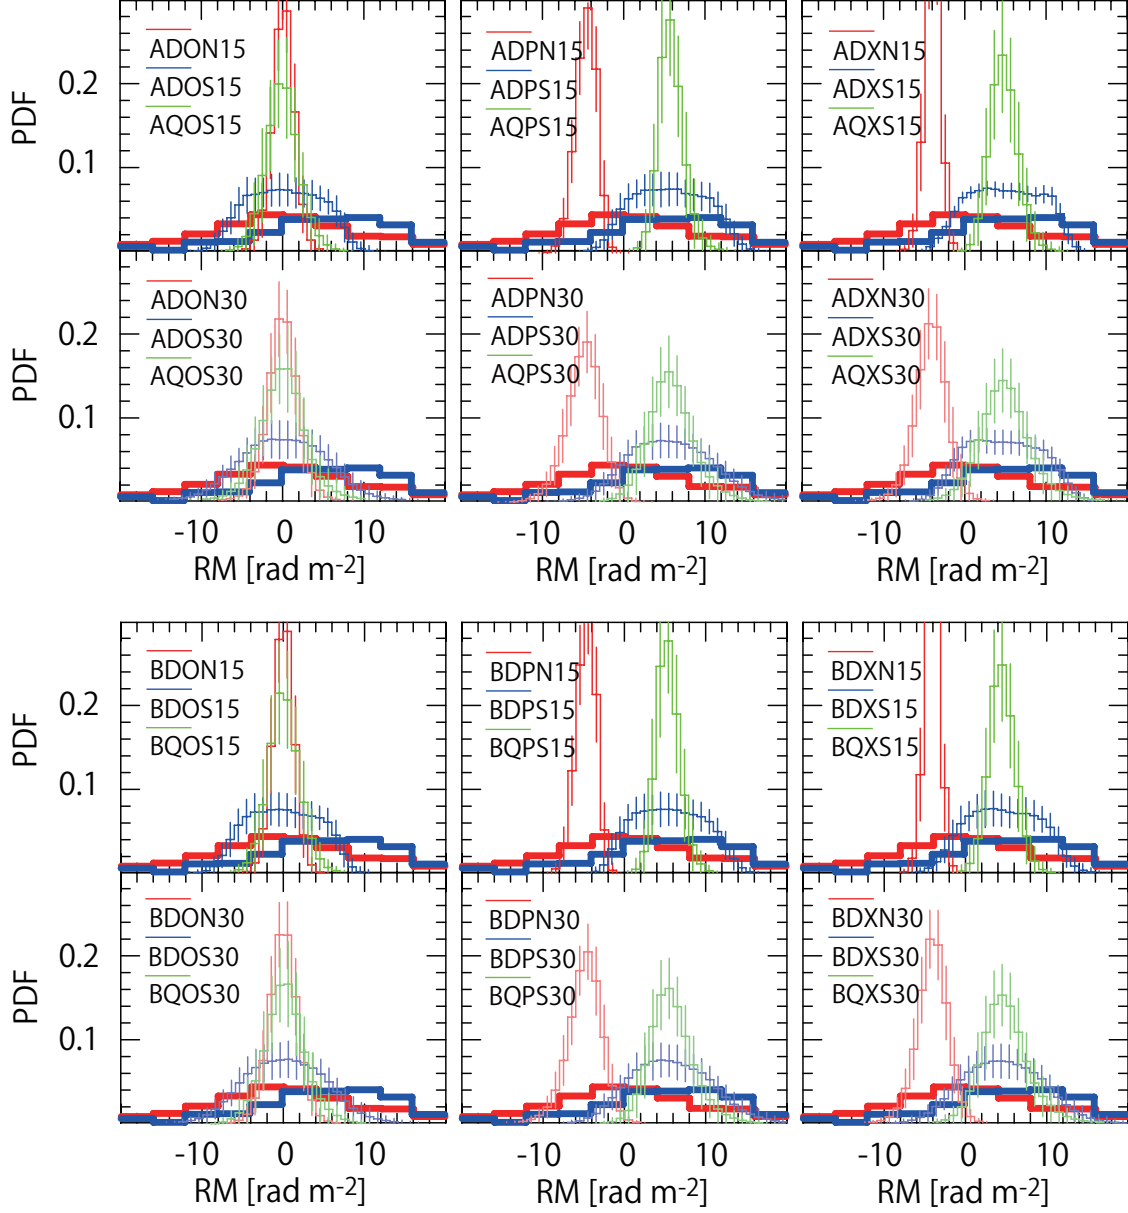 PDF
0.2
0.1
ADON15
ADOS15
AQOS15
ADPN15
ADPS15
AQPS15
ADXN15
ADXS15
AQXS15
PDF
0.2
0.1
ADON30
ADOS30
AQOS30
ADPN30
ADPS30
AQPS30
ADXN30
ADXS30
AQXS30
-10 0 10
-10 0 10
-10 0 10
RM [rad m-2]
RM [rad m-2]
RM [rad m-2]
PDF
0.2
0.1
BDON15
BDOS15
BQOS15
BDPN15
BDPS15
BQPS15
BDXN15
BDXS15
BQXS15
PDF
0.2
0.1
BDON30
BDOS30
BQOS30
BDPN30
BDPS30
BQPS30
BDXN30
BDXS30
BQXS30
-10 0 10
-10 0 10
-10 0 10
RM [rad m-2]
RM [rad m-2]
RM [rad m-2]